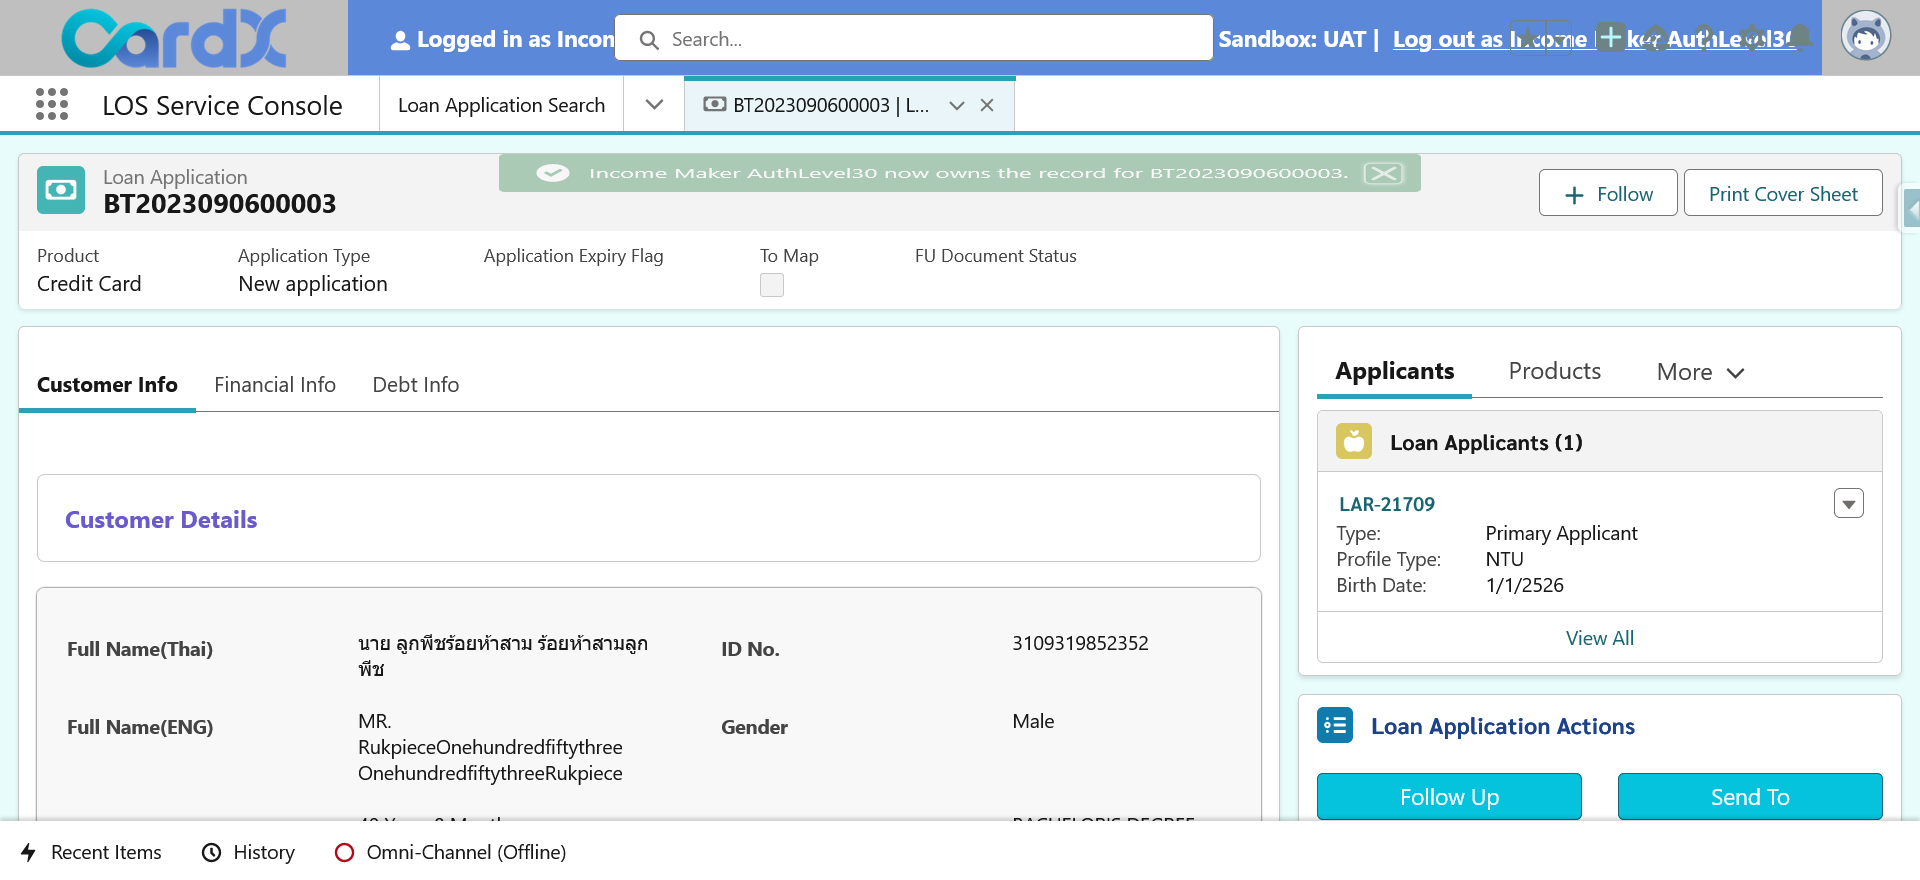 CardX
Logged in as Incom
Search...
Sandbox: UAT | Log out as Income
ker AuthLevel30
LOS Service Console
Loan Application Search
BT2023090600003 | L...
Income Maker AuthLevel30 now owns the record for BT2023090600003.
Loan Application
BT2023090600003
Follow
Print Cover Sheet
Product
Application Type
Application Expiry Flag
To Map
FU Document Status
Credit Card
New application
Customer Info
Financial Info
Debt Info
Applicants
Products
More
Loan Applicants (1)
LAR-21709
Type: Primary Applicant
Profile Type: NTU
Birth Date: 1/1/2526
View All
Customer Details
Full Name(Thai)
นาย ลูกพีชร้อยห้าสาม ร้อยห้าสามลูก
พีช
ID No.
3109319852352
Full Name(ENG)
MR.
RukpieceOnehundredfiftythree
OnehundredfiftythreeRukpiece
Gender
Male
Loan Application Actions
Follow Up
Send To
Recent Items
History
Omni-Channel (Offline)